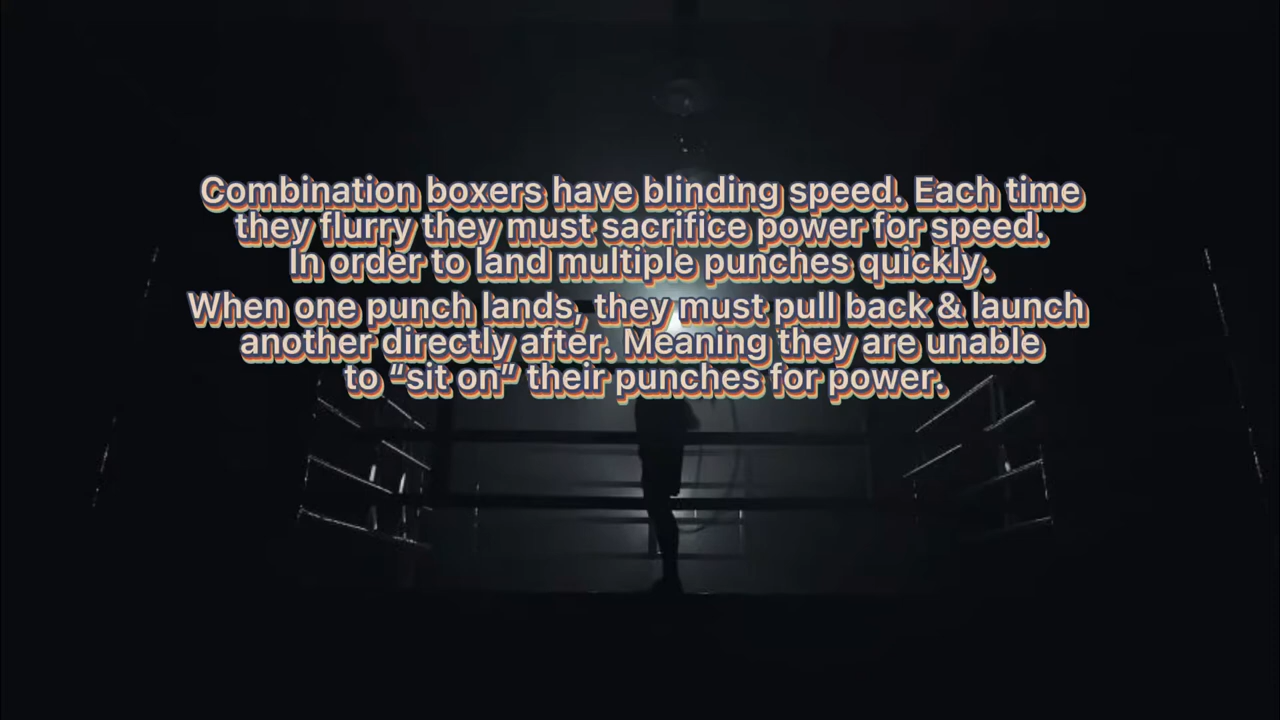 Combination boxers have blinding speed. Each time
they flurry they must sacrifice power for speed.
In order to land multiple punches quickly.
When one punch lands, they must pull back & launch
another directly after. Meaning they are unable
to “sit on” their punches for power.